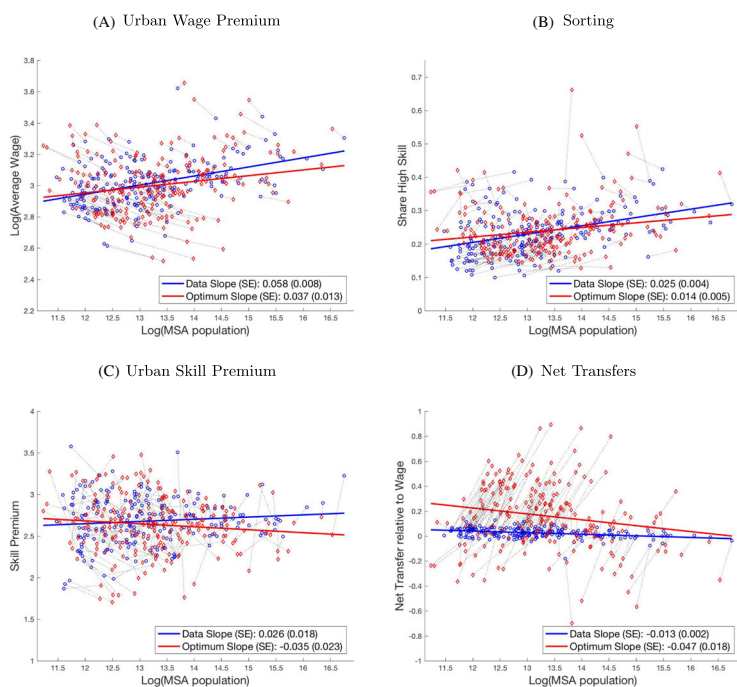 (A) Urban Wage Premium
(B) Sorting
3.8
3.6
3.4
3.2
3
2.8
2.6
2.4
2.2
Log(Average Wage)
Data Slope (SE): 0.058 (0.008)
Optimum Slope (SE): 0.037 (0.013)
11.5 12 12.5 13 13.5 14 14.5 15 15.5 16 16.5
Log(MSA population)
0.7
0.6
0.5
0.4
0.3
0.2
0.1
0
Share High Skill
Data Slope (SE): 0.025 (0.004)
Optimum Slope (SE): 0.014 (0.005)
11.5 12 12.5 13 13.5 14 14.5 15 15.5 16 16.5
Log(MSA population)
(C) Urban Skill Premium
(D) Net Transfers
4
3.5
3
2.5
2
1.5
1
Skill Premium
Data Slope (SE): 0.026 (0.018)
Optimum Slope (SE): -0.035 (0.023)
11.5 12 12.5 13 13.5 14 14.5 15 15.5 16 16.5
Log(MSA population)
1
0.8
0.6
0.4
0.2
0
-0.2
-0.4
-0.6
-0.8
-1
Net Transfer relative to Wage
Data Slope (SE): -0.013 (0.002)
Optimum Slope (SE): -0.047 (0.018)
11.5 12 12.5 13 13.5 14 14.5 15 15.5 16 16.5
Log(MSA population)